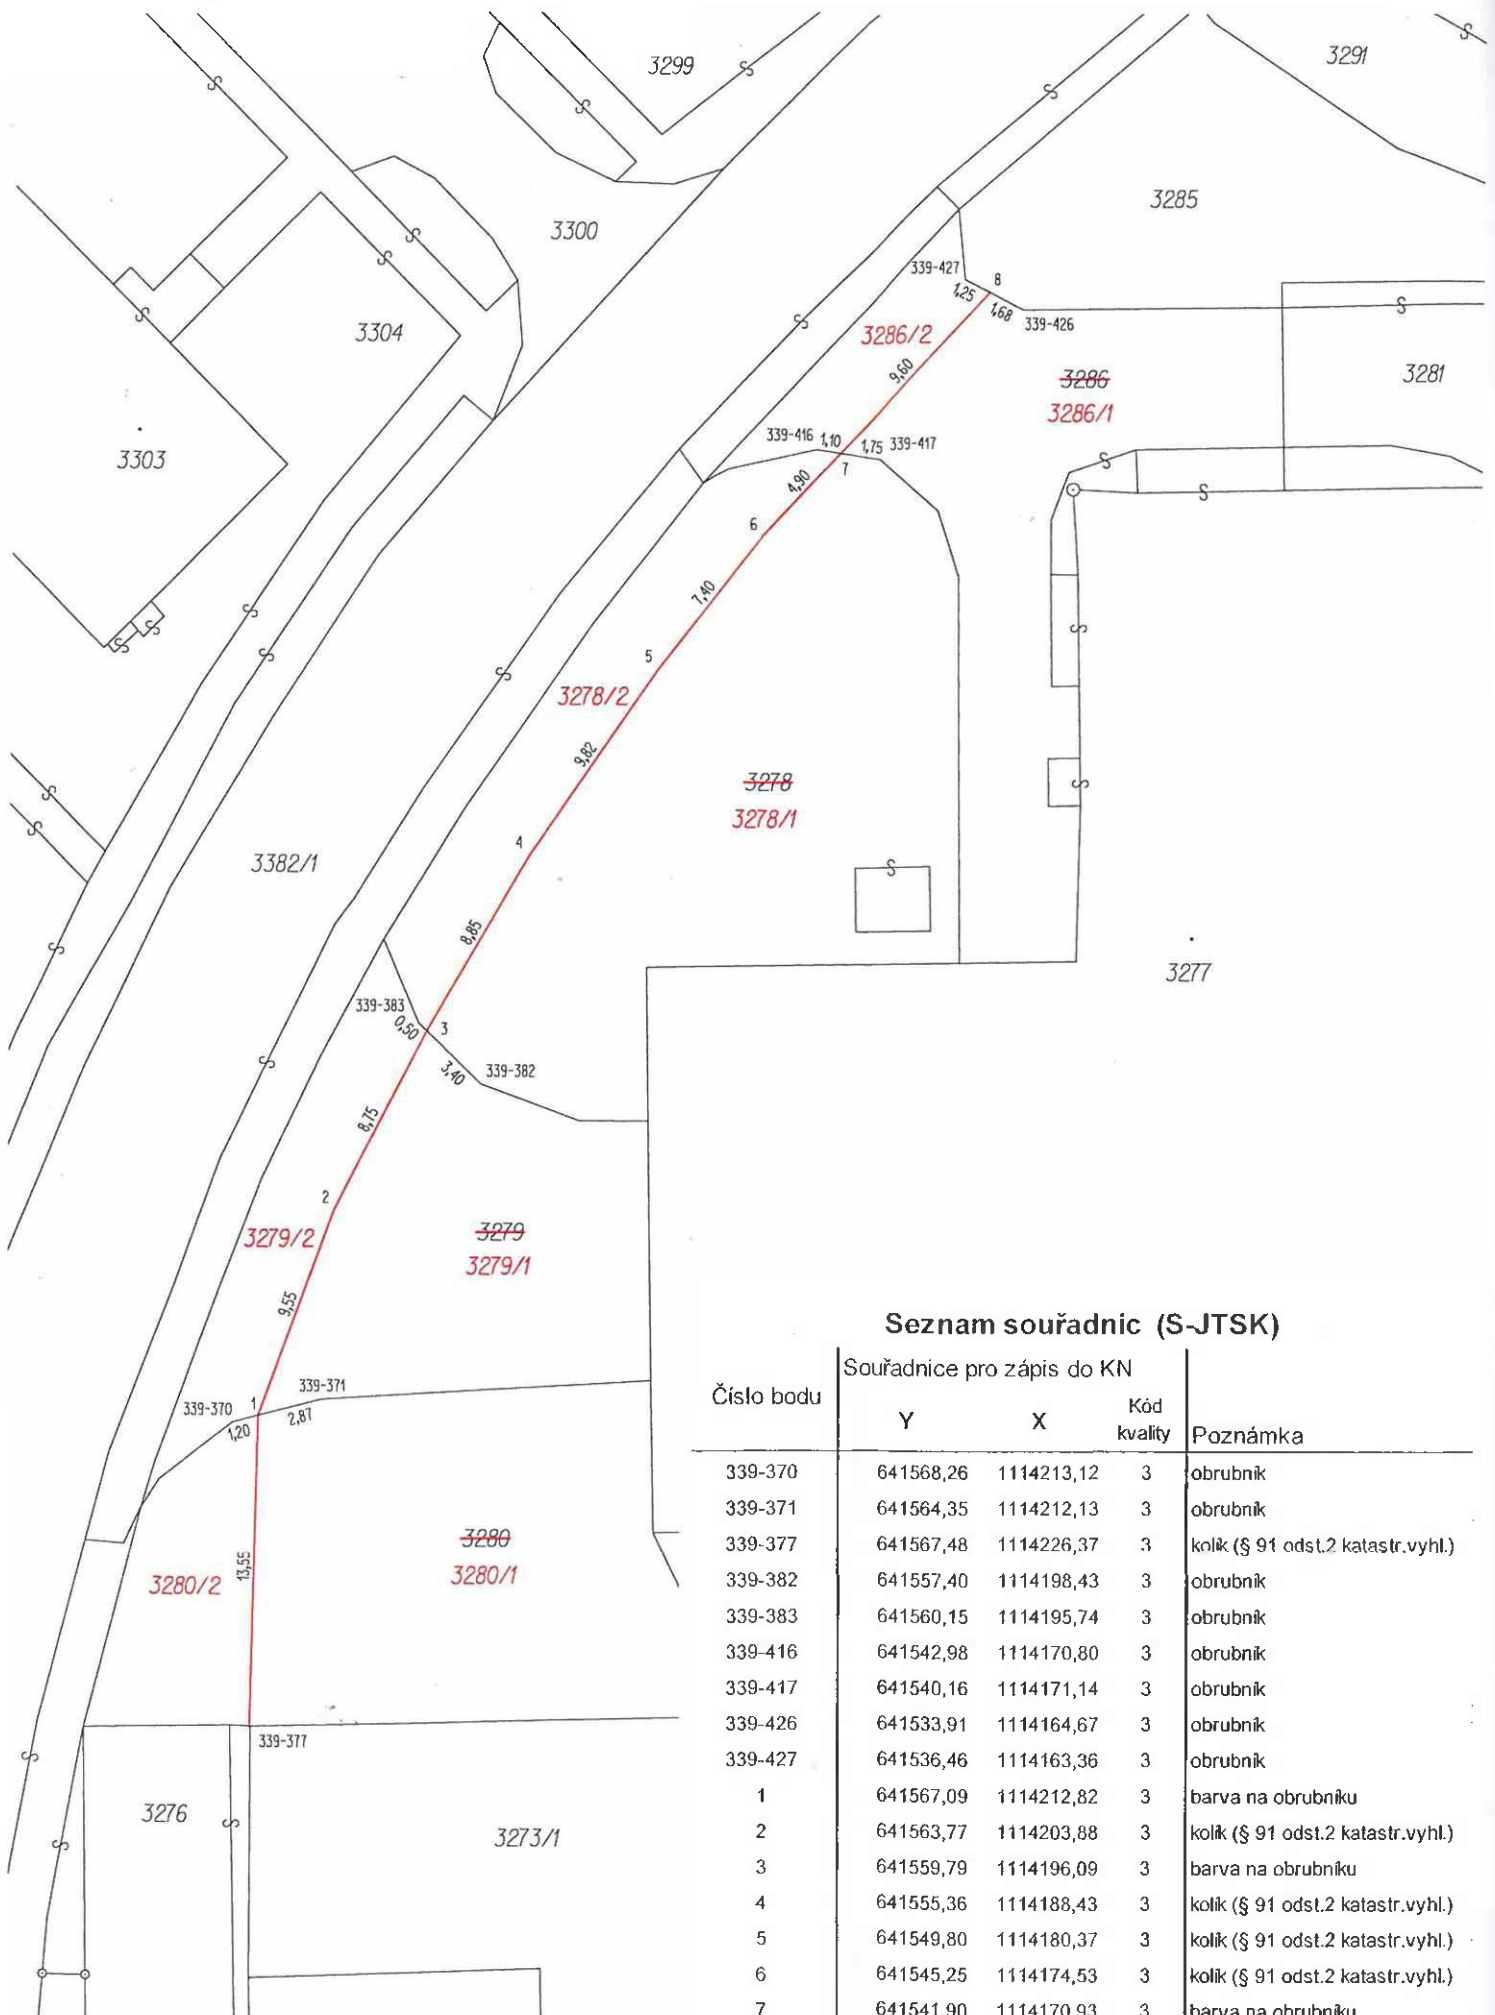 3299
3291
3285
3300
339-427
8
1,25
1,68
339-426
3304
3286/2
9,60
3286
3286/1
3281
339-416 1,10 1,75 339-417
7
3303
4,90
6
7,40
5
3278/2
9,82
3278
3278/1
4
3382/1
8,85
3277
339-383
0,50
3
3,40
339-382
8,75
2
3279/2
3279
3279/1
9,55
339-371
339-370
1
1,20
2,87
3280
3280/1
3280/2
13,55
339-377
3276
3273/1
Seznam souřadnic (S-JTSK)
Souřadnice pro zápis do KN
Číslo bodu Y X Kód kvality Poznámka
339-370 641568,26 1114213,12 3 obrubník
339-371 641564,35 1114212,13 3 obrubník
339-377 641567,48 1114226,37 3 kolík (§ 91 odst.2 katastr.vyhl.)
339-382 641557,40 1114198,43 3 obrubník
339-383 641560,15 1114195,74 3 obrubník
339-416 641542,98 1114170,80 3 obrubník
339-417 641540,16 1114171,14 3 obrubník
339-426 641533,91 1114164,67 3 obrubník
339-427 641536,46 1114163,36 3 obrubník
1 641567,09 1114212,82 3 barva na obrubníku
2 641563,77 1114203,88 3 kolík (§ 91 odst.2 katastr.vyhl.)
3 641559,79 1114196,09 3 barva na obrubníku
4 641555,36 1114188,43 3 kolík (§ 91 odst.2 katastr.vyhl.)
5 641549,80 1114180,37 3 kolík (§ 91 odst.2 katastr.vyhl.)
6 641545,25 1114174,53 3 kolík (§ 91 odst.2 katastr.vyhl.)
7 641541,90 1114170,93 3 barva na obrubníku